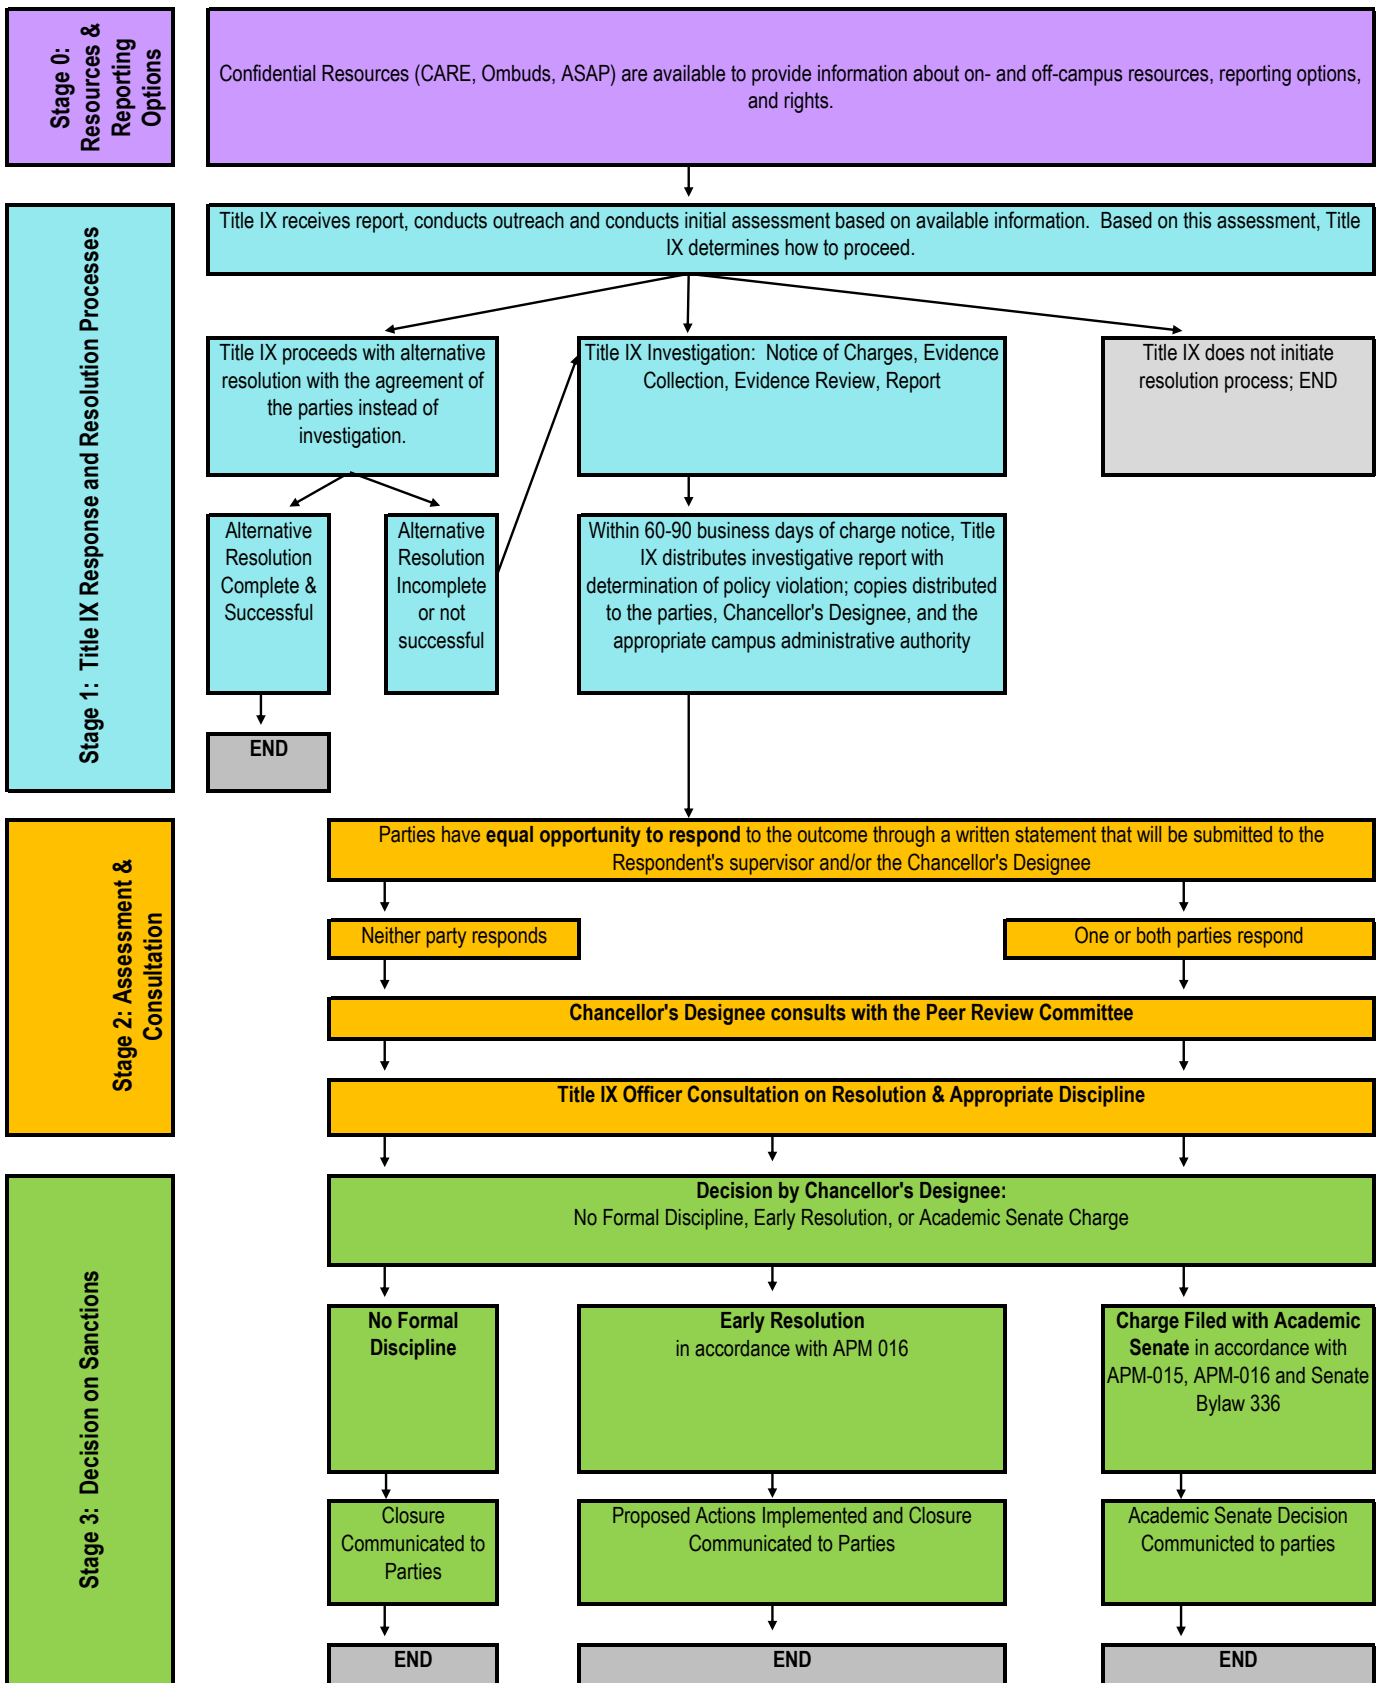 Stage 0:
Resources &
Reporting
Options
Confidential Resources (CARE, Ombuds, ASAP) are available to provide information about on- and off-campus resources, reporting options,
and rights.
Stage 1:  Title IX Response and Resolution Processes
Title IX receives report, conducts outreach and conducts initial assessment based on available information.  Based on this assessment, Title
IX determines how to proceed.
Title IX proceeds with alternative
resolution with the agreement of
the parties instead of
investigation.
Title IX Investigation:  Notice of Charges, Evidence
Collection, Evidence Review, Report
Title IX does not initiate
resolution process; END
Alternative
Resolution
Complete &
Successful
Alternative
Resolution
Incomplete
or not
successful
Within 60-90 business days of charge notice, Title
IX distributes investigative report with
determination of policy violation; copies distributed
to the parties, Chancellor's Designee, and the
appropriate campus administrative authority
END
Stage 2: Assessment &
Consultation
Parties have equal opportunity to respond to the outcome through a written statement that will be submitted to the
Respondent's supervisor and/or the Chancellor's Designee
Neither party responds
One or both parties respond
Chancellor's Designee consults with the Peer Review Committee
Title IX Officer Consultation on Resolution & Appropriate Discipline
Stage 3:  Decision on Sanctions
Decision by Chancellor's Designee:
No Formal Discipline, Early Resolution, or Academic Senate Charge
No Formal
Discipline
Early Resolution
in accordance with APM 016
Charge Filed with Academic
Senate in accordance with
APM-015, APM-016 and Senate
Bylaw 336
Closure
Communicated to
Parties
Proposed Actions Implemented and Closure
Communicated to Parties
Academic Senate Decision
Communicted to parties
END
END
END